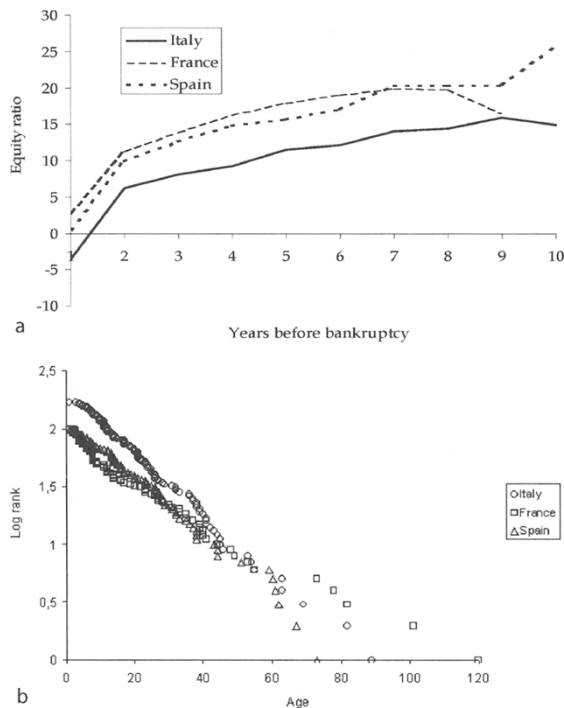 30
25
20
15
10
5
0
-5
-10
Equity ratio
Italy
France
Spain
1 2 3 4 5 6 7 8 9 10
Years before bankruptcy
a
2,5
2
1,5
1
0,5
0
Log rank
Italy
France
Spain
0 20 40 60 80 100 120
Age
b